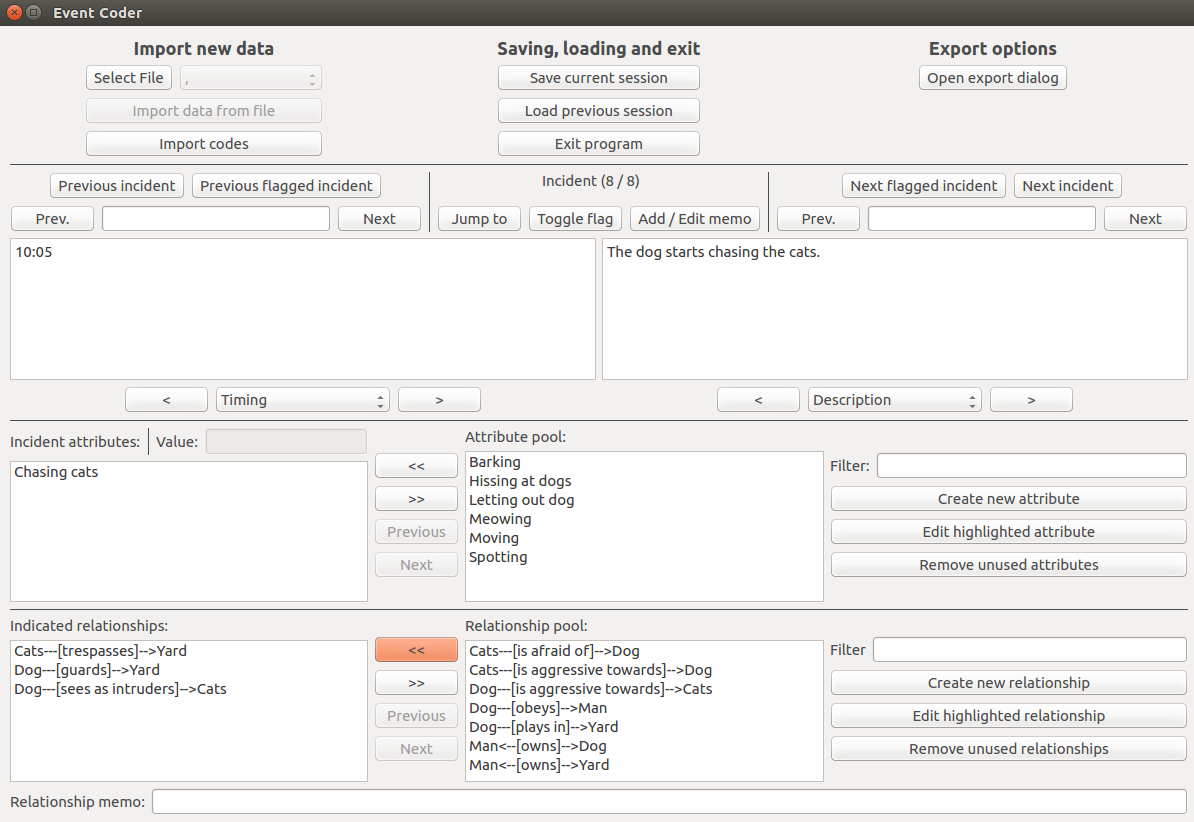 Event Coder
Import new data
Saving, loading and exit
Export options
Select File
,
Save current session
Open export dialog
Import data from file
Load previous session
Import codes
Exit program
Previous incident
Previous flagged incident
Incident (8 / 8)
Next flagged incident
Next incident
Prev.
Next
Jump to
Toggle flag
Add / Edit memo
Prev.
Next
10:05
The dog starts chasing the cats.
<
Timing
>
<
Description
>
Incident attributes:
Value:
Chasing cats
<<
>>
Previous
Next
Attribute pool:
Barking
Hissing at dogs
Letting out dog
Meowing
Moving
Spotting
Filter:
Create new attribute
Edit highlighted attribute
Remove unused attributes
Indicated relationships:
Cats---[trespasses]-->Yard
Dog---[guards]-->Yard
Dog---[sees as intruders]-->Cats
<<
>>
Previous
Next
Relationship pool:
Cats---[is afraid of]-->Dog
Cats---[is aggressive towards]-->Dog
Dog---[is aggressive towards]-->Cats
Dog---[obeys]-->Man
Dog---[plays in]-->Yard
Man<--[owns]-->Dog
Man<--[owns]-->Yard
Filter
Create new relationship
Edit highlighted relationship
Remove unused relationships
Relationship memo: